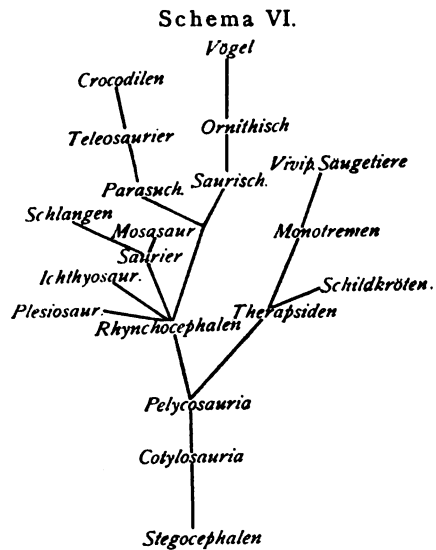 Schema VI.
Vögel
Crocodilen
Ornithisch
Teleosaurier
Vivip. Säugetiere
Saurisch.
Parasuch.
Schlangen
Mosasaur
Monotremen
Saurier
Ichthyosaur.
Schildkröten.
Plesiosaur.
Therapsiden
Rhynchocephalen
Pelycosauria
Cotylosauria
Stegocephalen